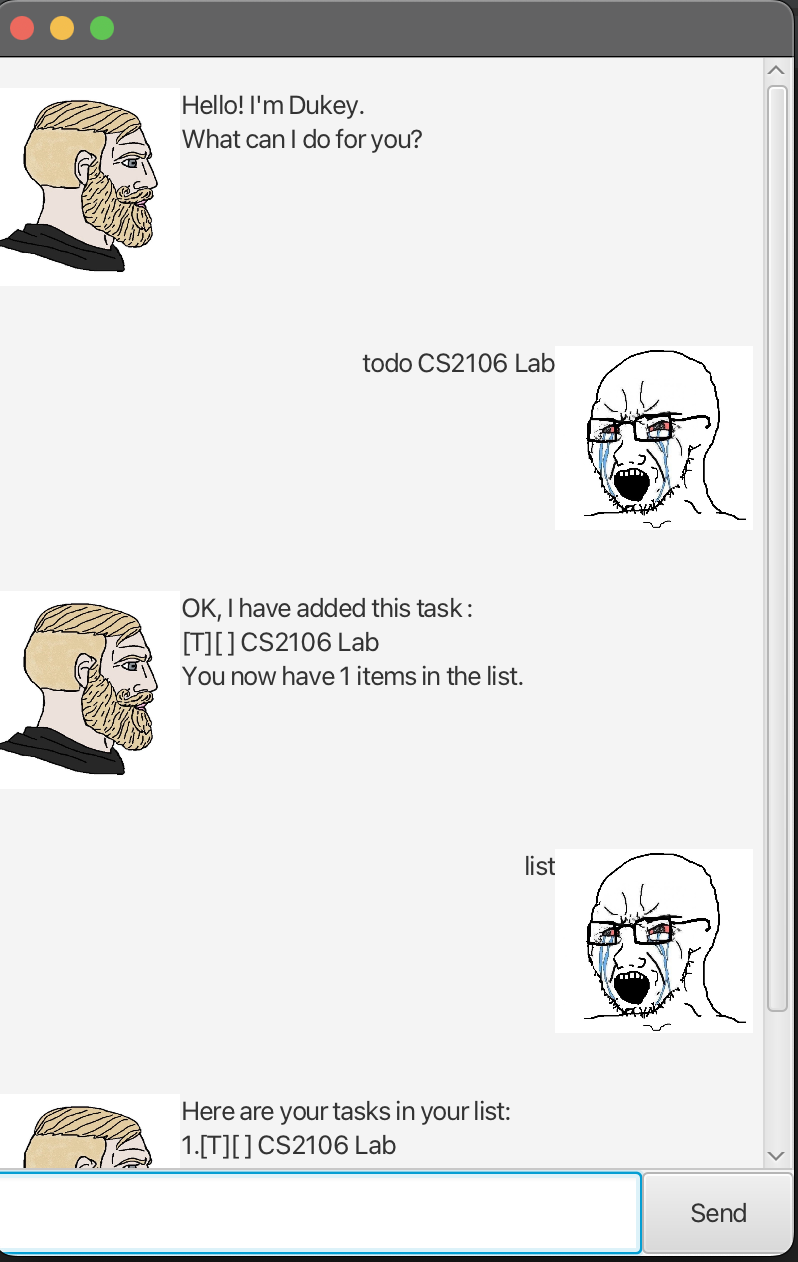 Hello! I'm Dukey.
What can I do for you?
todo CS2106 Lab
OK, I have added this task :
[T][ ] CS2106 Lab
You now have 1 items in the list.
list
Here are your tasks in your list:
1.[T][ ] CS2106 Lab
Send